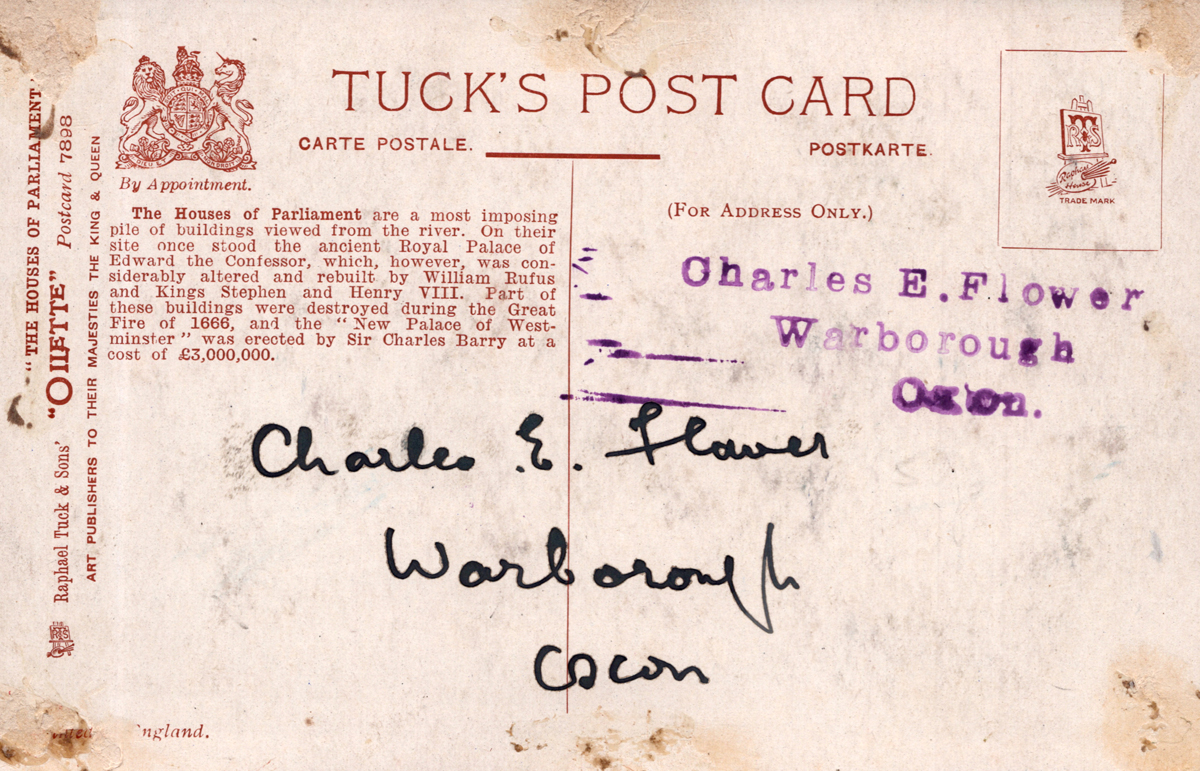 TUCK'S POST CARD
CARTE POSTALE.
POSTKARTE.
By Appointment.
(FOR ADDRESS ONLY.)
TRADE MARK
The Houses of Parliament are a most imposing
pile of buildings viewed from the river. On their
site once stood the ancient Royal Palace of
Edward the Confessor, which, however, was con-
siderably altered and rebuilt by William Rufus
and Kings Stephen and Henry VIII. Part of
these buildings were destroyed during the Great
Fire of 1666, and the "New Palace of West-
minster" was erected by Sir Charles Barry at a
cost of £3,000,000.
Charles E. Flower
Warborough
Oxon.
Charles E. Flower
Warborough
Oxon
"THE HOUSES OF PARLIAMENT"
Raphael Tuck & Sons' "OILETTE" Postcard 7898
ART PUBLISHERS TO THEIR MAJESTIES THE KING & QUEEN
Raphael
House
ngland.